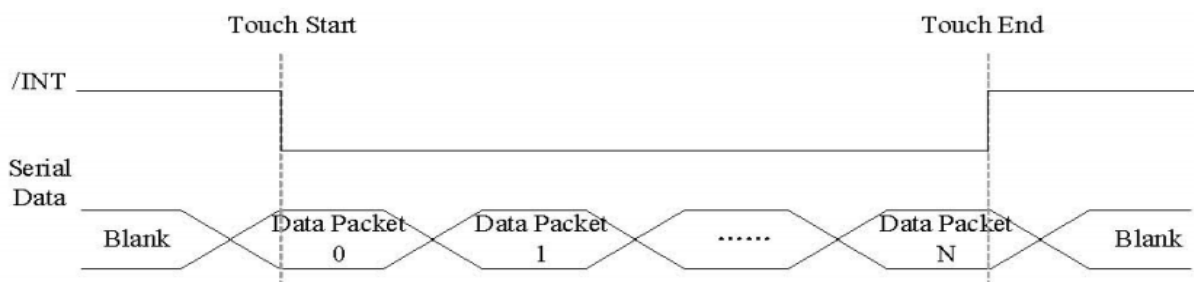 Touch Start
Touch End
/INT
Serial
Data
Blank
Data Packet
0
Data Packet
1
......
Data Packet
N
Blank